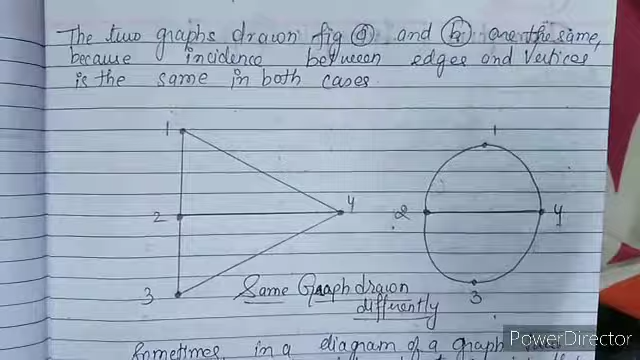 The two graphs drawn fig (a) and (b) are the same,
because incidence between edges and vertices
is the same in both cases
1
1
2
4
2
4
3
3
Same Graph drawn
differently
Sometimes in a diagram of a graph
PowerDirector